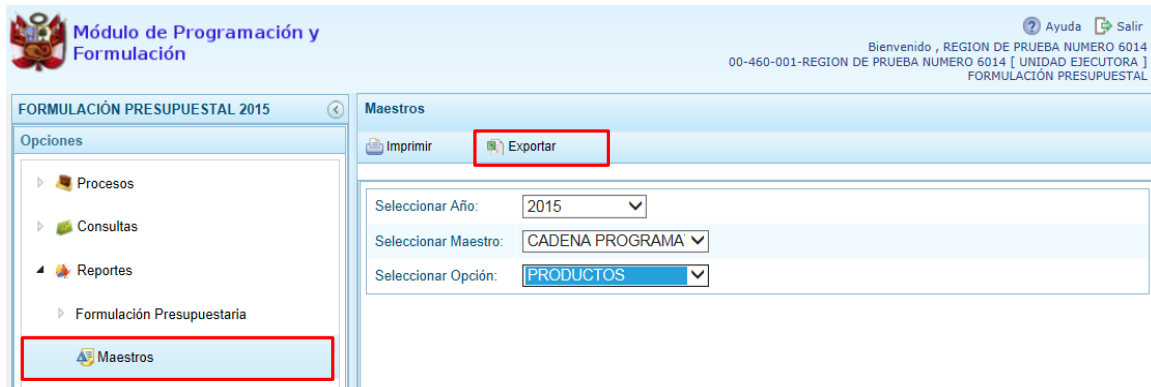 Módulo de Programación y
Formulación
Ayuda Salir
Bienvenido , REGION DE PRUEBA NUMERO 6014
00-460-001-REGION DE PRUEBA NUMERO 6014 [ UNIDAD EJECUTORA ]
FORMULACIÓN PRESUPUESTAL
FORMULACIÓN PRESUPUESTAL 2015
Opciones
Procesos
Consultas
Reportes
Formulación Presupuestaria
Maestros
Maestros
Imprimir Exportar
Seleccionar Año: 2015
Seleccionar Maestro: CADENA PROGRAMA
Seleccionar Opción: PRODUCTOS